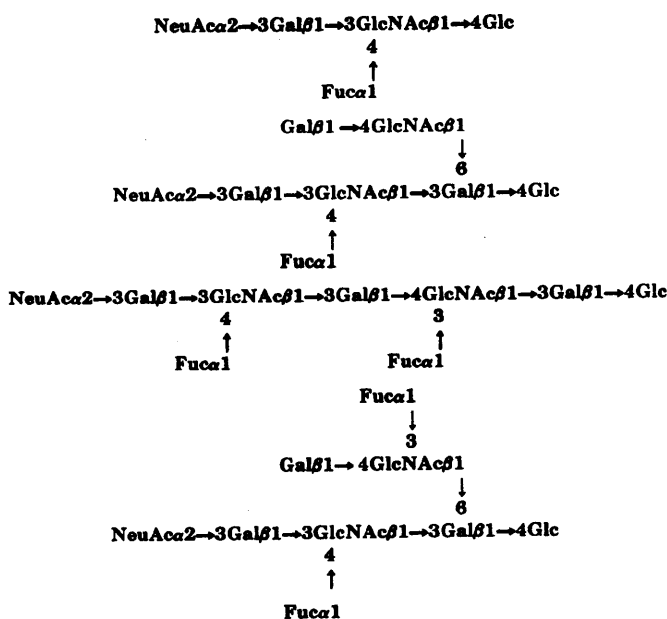 NeuAcα2→3Galβ1→3GlcNAcβ1→4Glc
4
↑
Fucα1
Galβ1→4GlcNAcβ1
↓
6
NeuAcα2→3Galβ1→3GlcNAcβ1→3Galβ1→4Glc
4
↑
Fucα1
NeuAcα2→3Galβ1→3GlcNAcβ1→3Galβ1→4GlcNAcβ1→3Galβ1→4Glc
4 3
↑ ↑
Fucα1 Fucα1
Fucα1
↓
3
Galβ1→4GlcNAcβ1
↓
6
NeuAcα2→3Galβ1→3GlcNAcβ1→3Galβ1→4Glc
4
↑
Fucα1